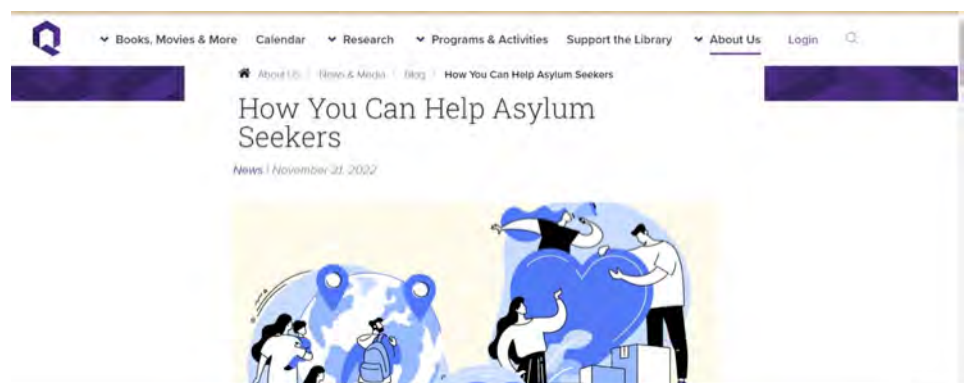 Books, Movies & More Calendar Research Programs & Activities Support the Library About Us Login
About Us News & Media Blog How You Can Help Asylum Seekers
How You Can Help Asylum
Seekers
News | November 21, 2022